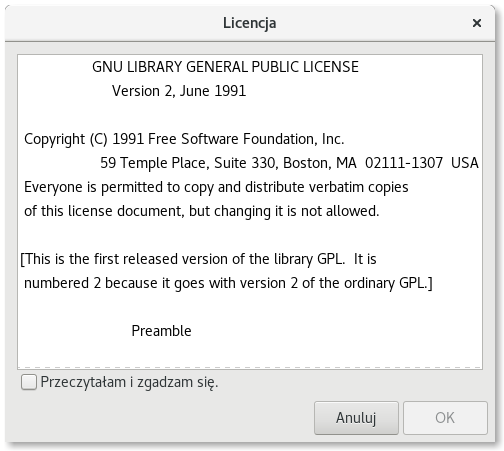 Licencja
GNU LIBRARY GENERAL PUBLIC LICENSE
Version 2, June 1991
Copyright (C) 1991 Free Software Foundation, Inc.
59 Temple Place, Suite 330, Boston, MA  02111-1307  USA
Everyone is permitted to copy and distribute verbatim copies
of this license document, but changing it is not allowed.
[This is the first released version of the library GPL.  It is
numbered 2 because it goes with version 2 of the ordinary GPL.]
Preamble
Przeczytałam i zgadzam się.
Anuluj
OK